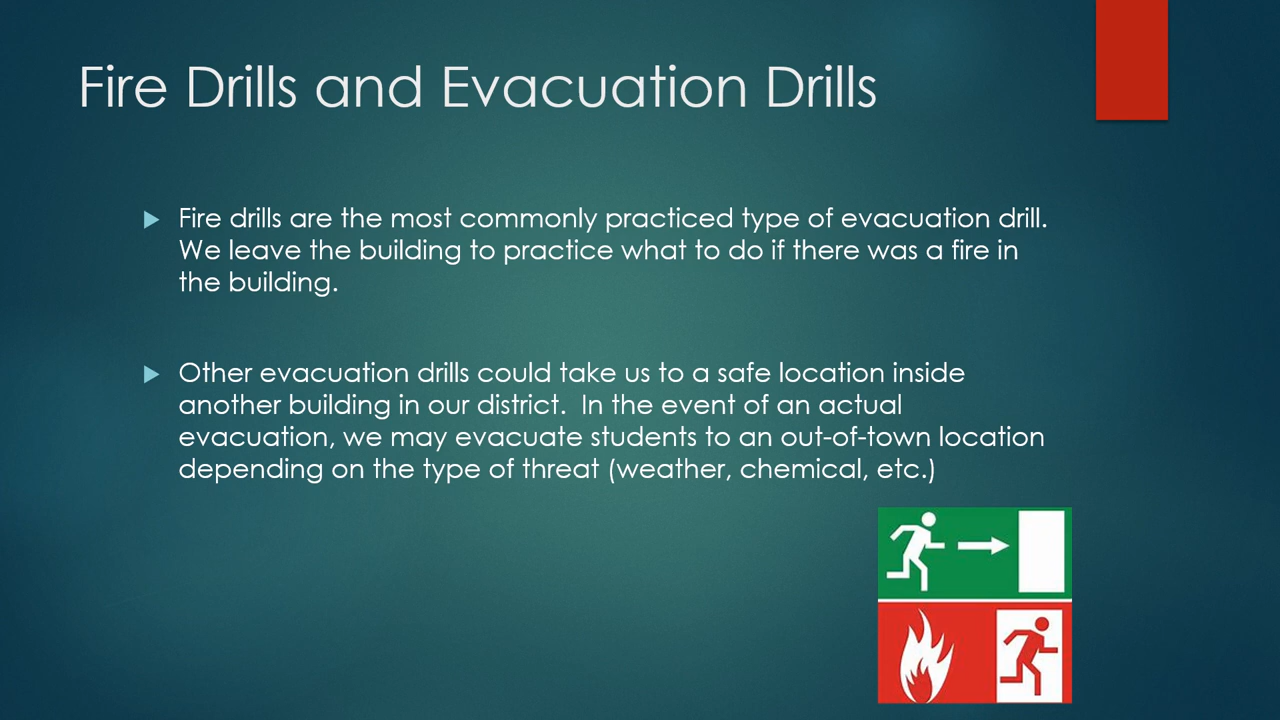 Fire Drills and Evacuation Drills
Fire drills are the most commonly practiced type of evacuation drill.
We leave the building to practice what to do if there was a fire in
the building.
Other evacuation drills could take us to a safe location inside
another building in our district.  In the event of an actual
evacuation, we may evacuate students to an out-of-town location
depending on the type of threat (weather, chemical, etc.)